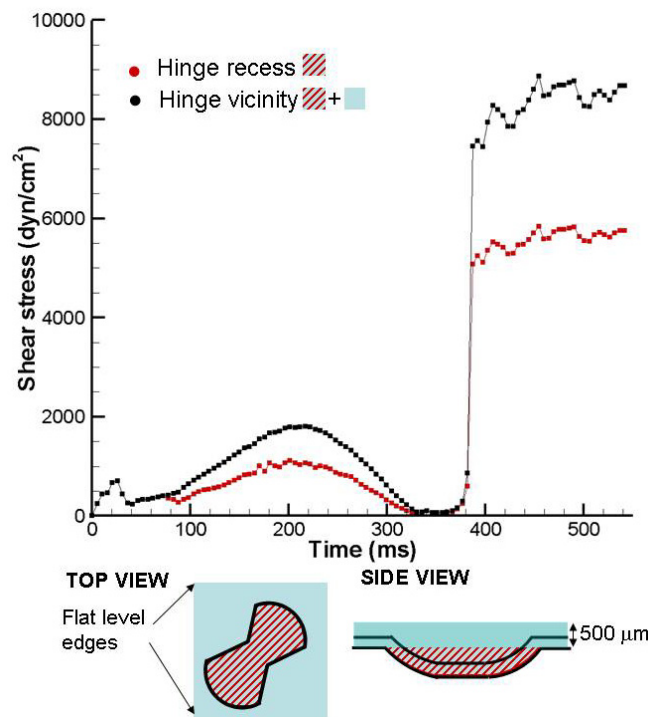 10000
8000
6000
4000
2000
0
Shear stress (dyn/cm²)
Hinge recess
Hinge vicinity +
0 100 200 300 400 500
Time (ms)
TOP VIEW
SIDE VIEW
Flat level
edges
500 μm